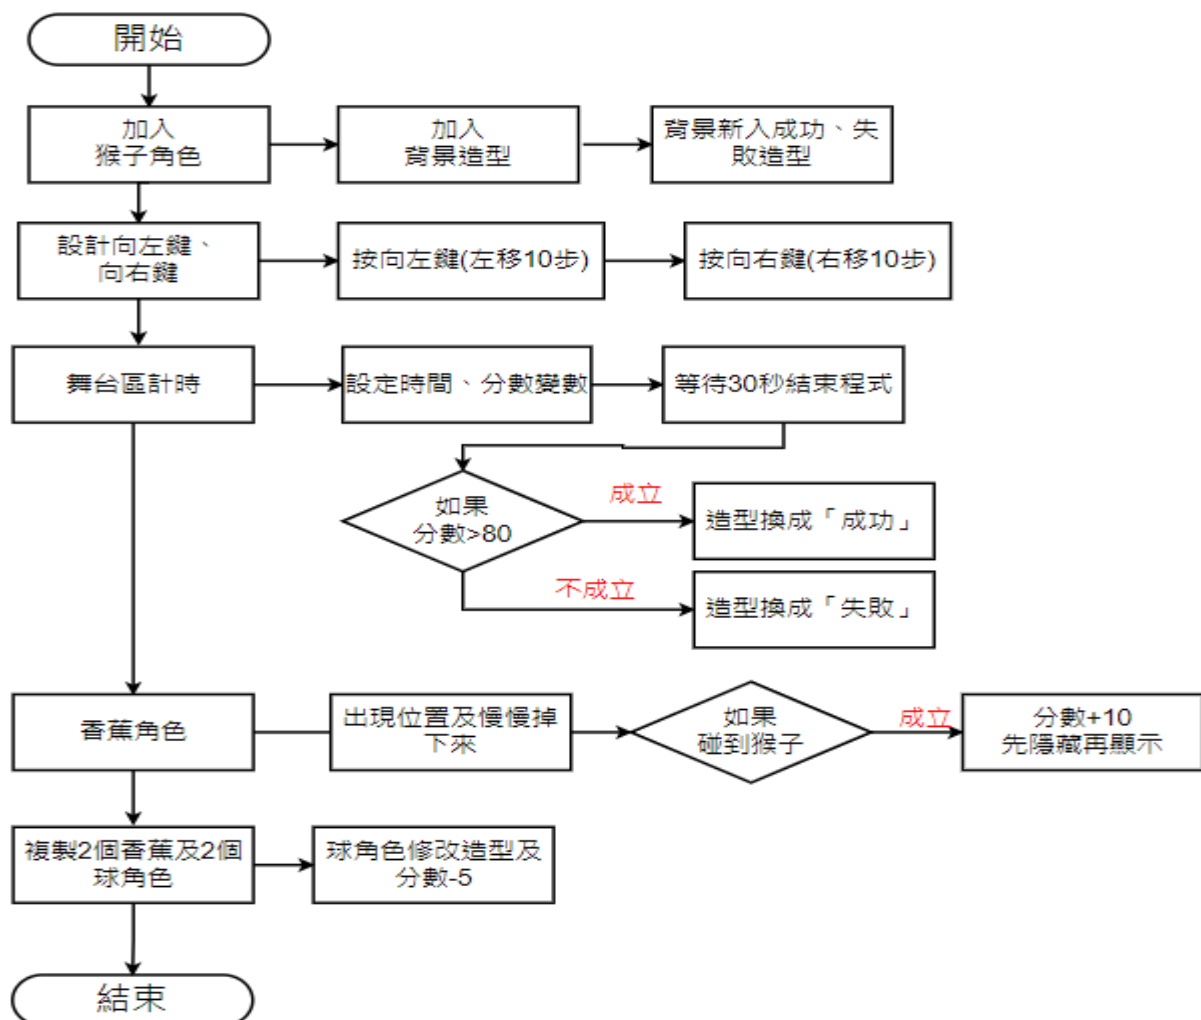 開始
加入
猴子角色
加入
背景造型
背景新入成功、失
敗造型
設計向左鍵、
向右鍵
按向左鍵(左移10步)
按向右鍵(右移10步)
舞台區計時
設定時間、分數變數
等待30秒結束程式
如果
分數>80
成立
造型換成「成功」
不成立
造型換成「失敗」
香蕉角色
出現位置及慢慢掉
下來
如果
碰到猴子
成立
分數+10
先隱藏再顯示
複製2個香蕉及2個
球角色
球角色修改造型及
分數-5
結束